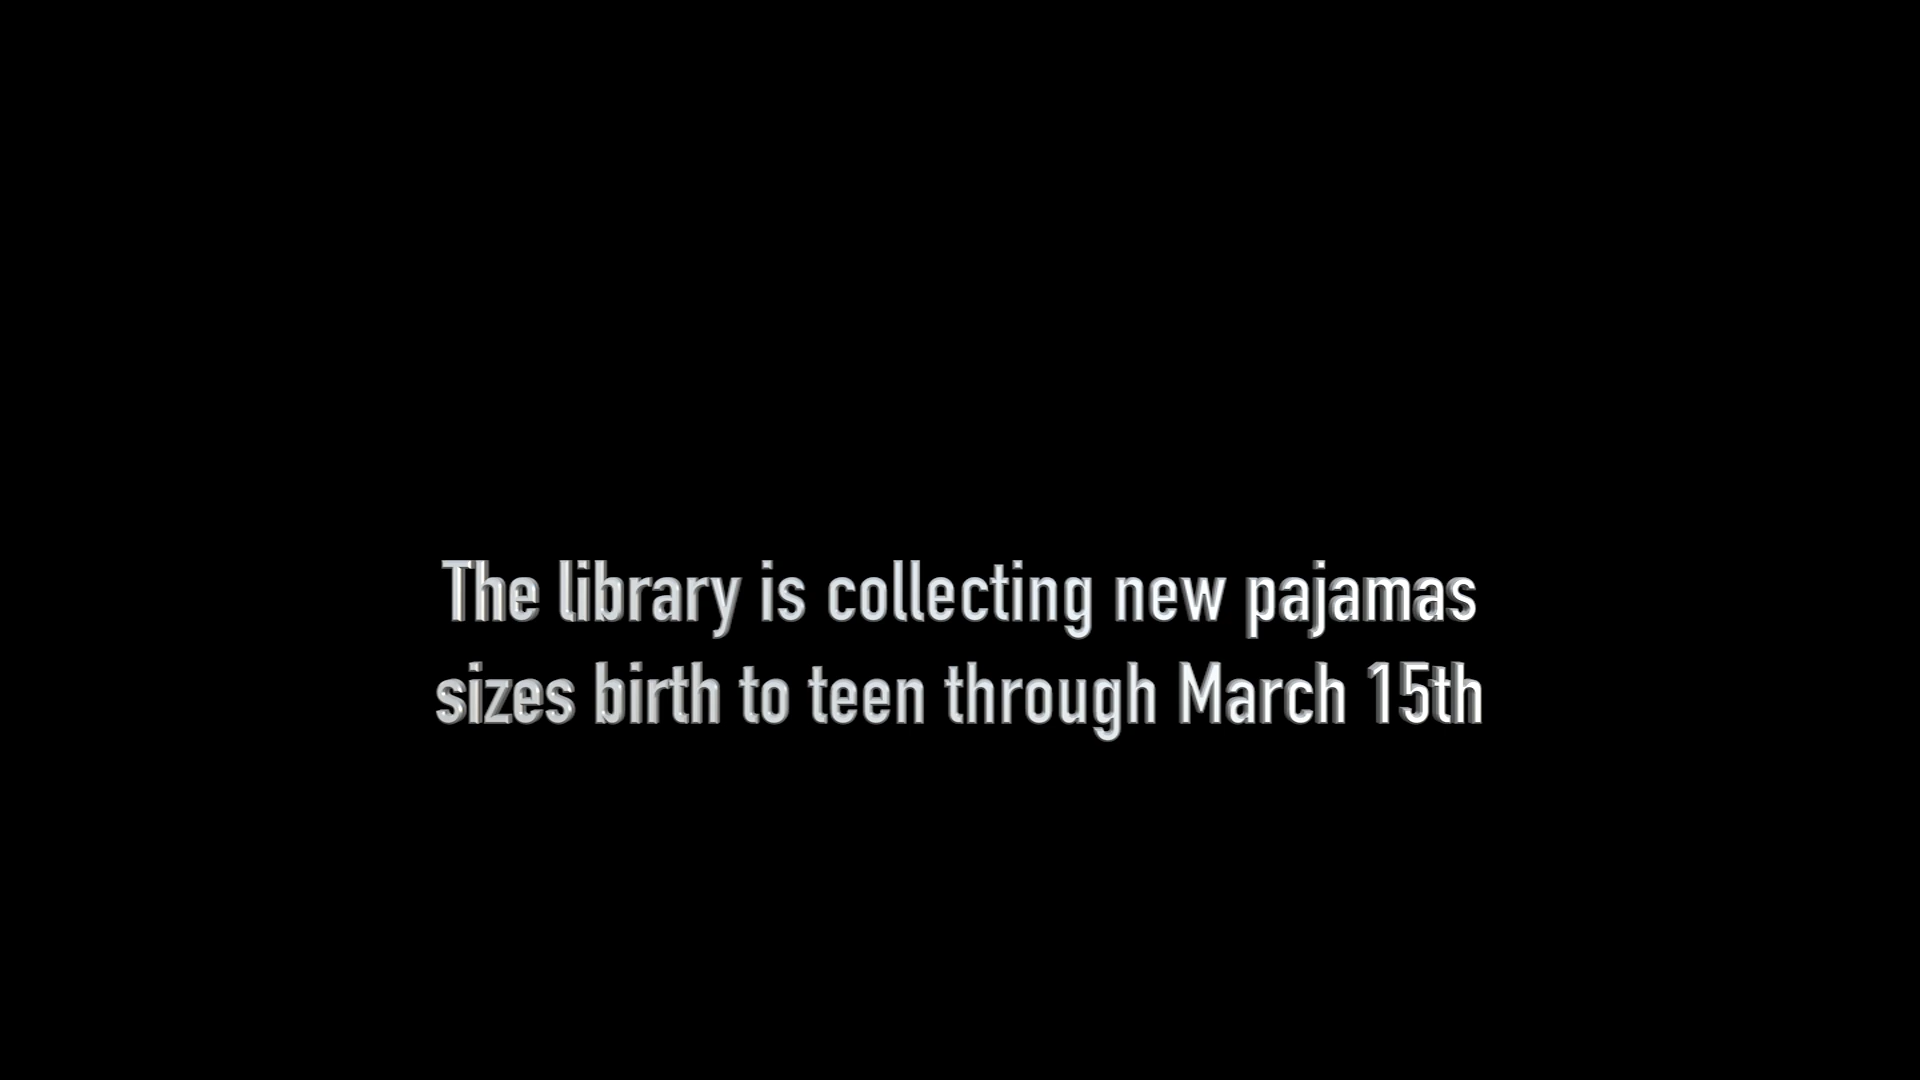 The library is collecting new pajamas
sizes birth to teen through March 15th